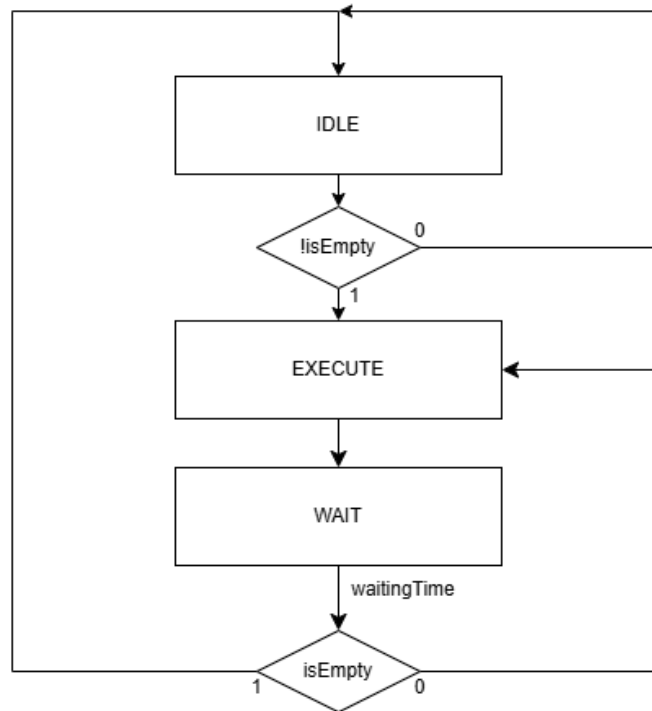 IDLE
!isEmpty
0
1
EXECUTE
WAIT
waitingTime
isEmpty
1
0